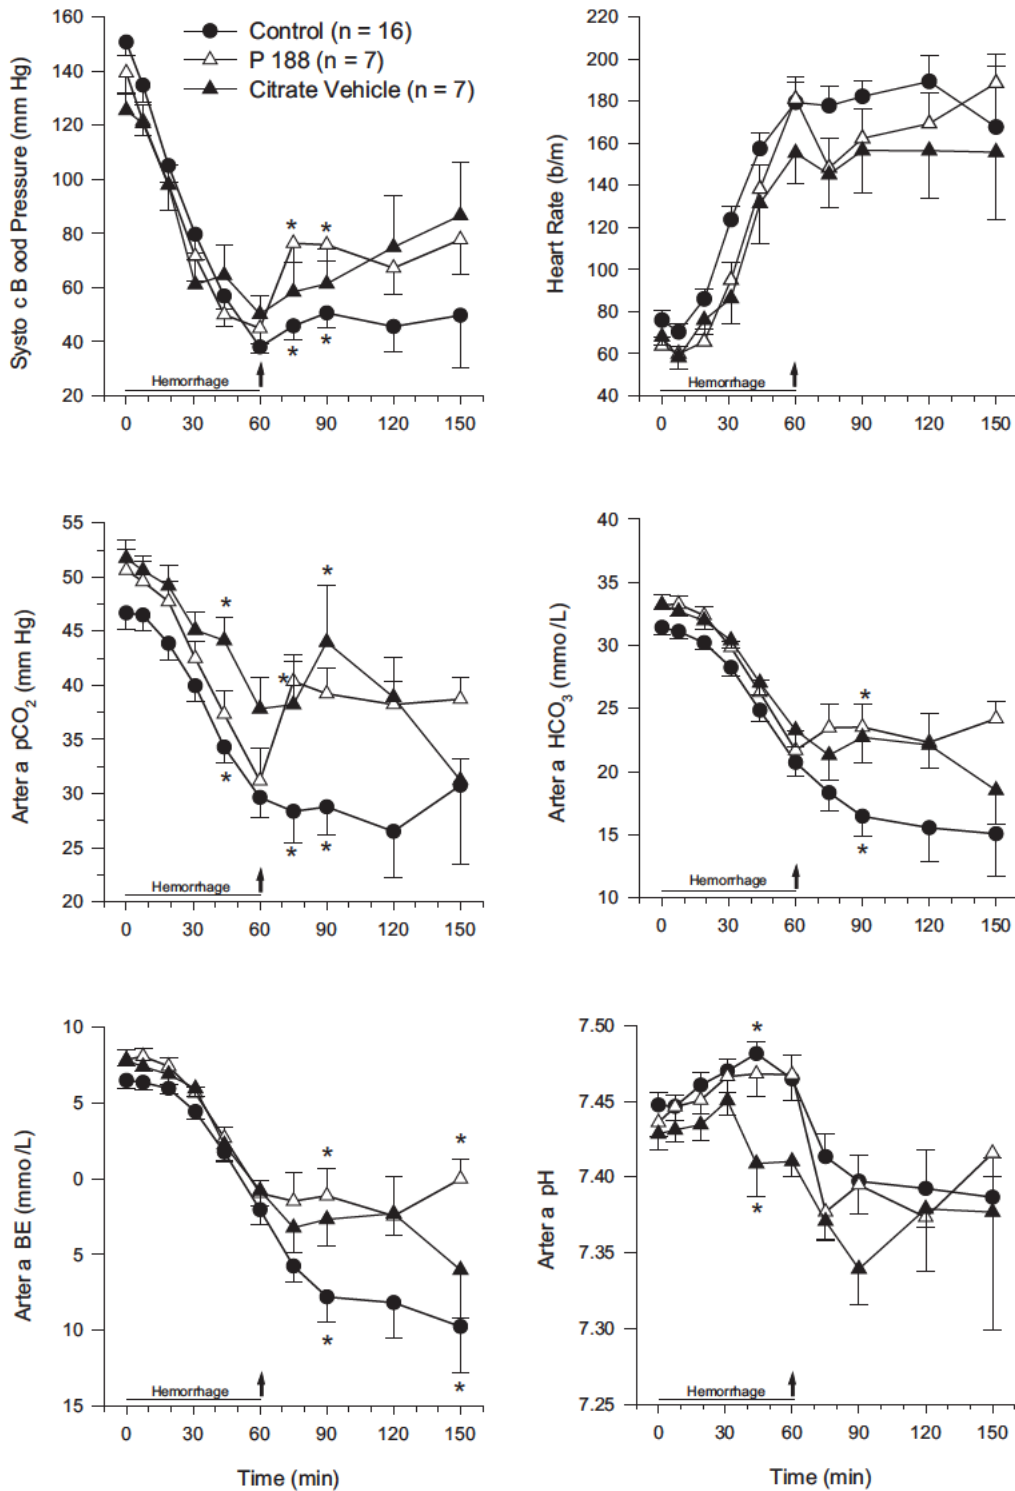 Control (n = 16)
P 188 (n = 7)
Citrate Vehicle (n = 7)
Systo c B ood Pressure (mm Hg)
160
140
120
100
80
60
40
20
* *
* *
Hemorrhage
0 30 60 90 120 150
Heart Rate (b/m)
220
200
180
160
140
120
100
80
60
40
Hemorrhage
0 30 60 90 120 150
Arter a pCO2 (mm Hg)
55
50
45
40
35
30
25
20
* * *
* * *
Hemorrhage
0 30 60 90 120 150
Arter a HCO3 (mmo /L)
40
35
30
25
20
15
10
*
*
Hemorrhage
0 30 60 90 120 150
Arter a BE (mmo /L)
10
5
0
5
10
15
* *
* *
Hemorrhage
0 30 60 90 120 150
Time (min)
Arter a pH
7.50
7.45
7.40
7.35
7.30
7.25
*
*
Hemorrhage
0 30 60 90 120 150
Time (min)